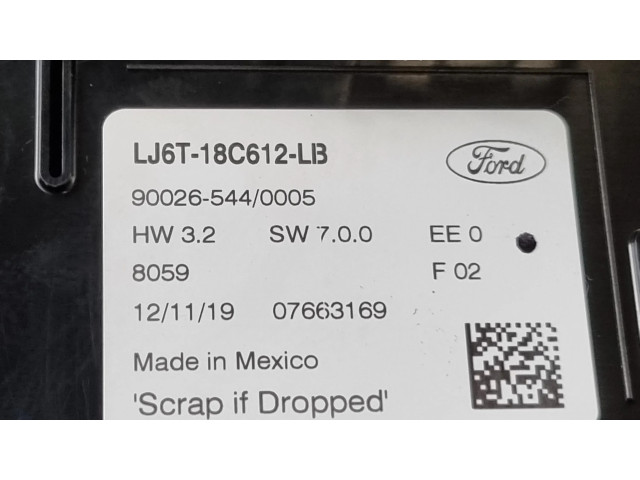 LJ6T-18C612-LB
Ford
90026-544/0005
HW 3.2 SW 7.0.0 EE 0
8059 F 02
12/11/19 07663169
Made in Mexico
'Scrap if Dropped'